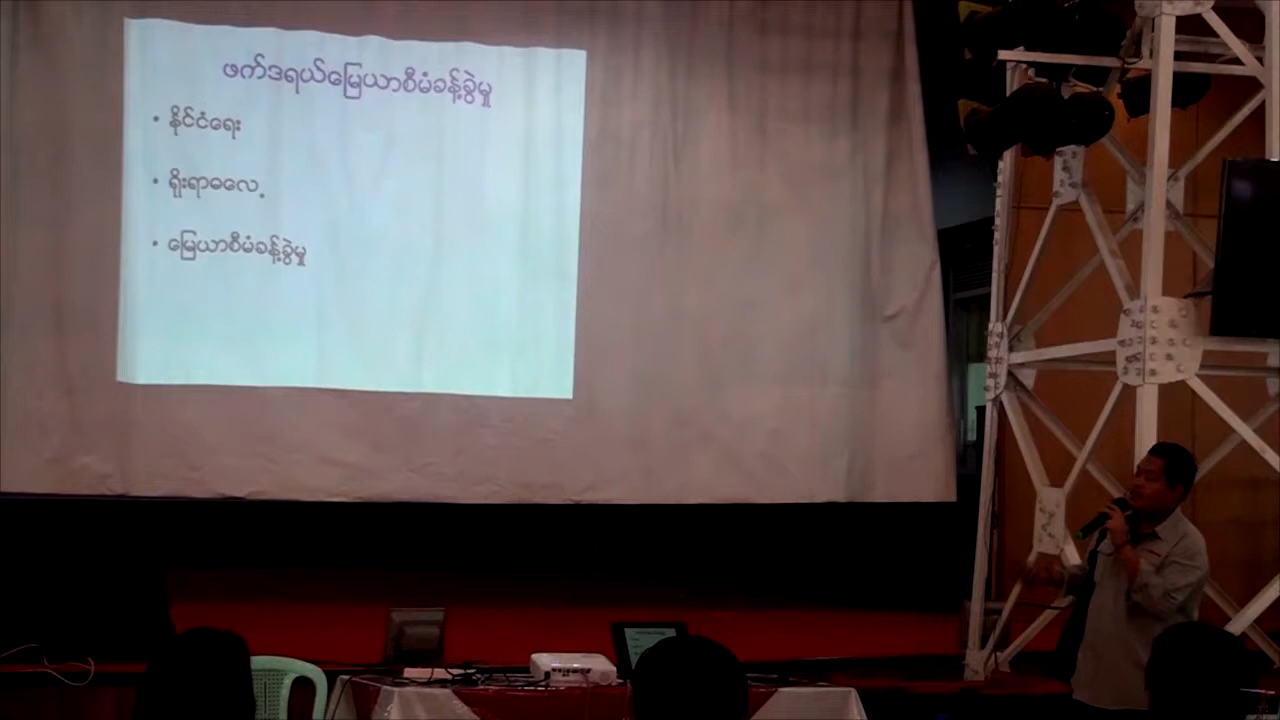 ဖက်ဒရယ်မြေယာစီမံခန့်ခွဲမှု
• နိုင်ငံရေး
• ရိုးရာဓလေ့
• မြေယာစီမံခန့်ခွဲမှု